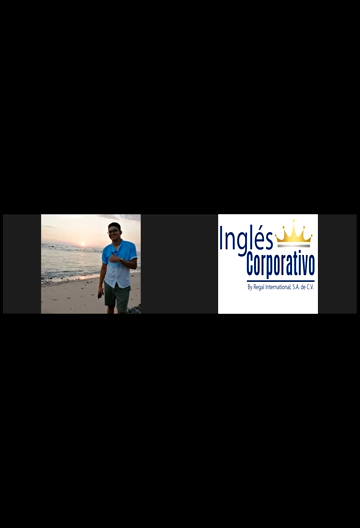 Inglés
Corporativo
By Regal International, S.A. de C.V.